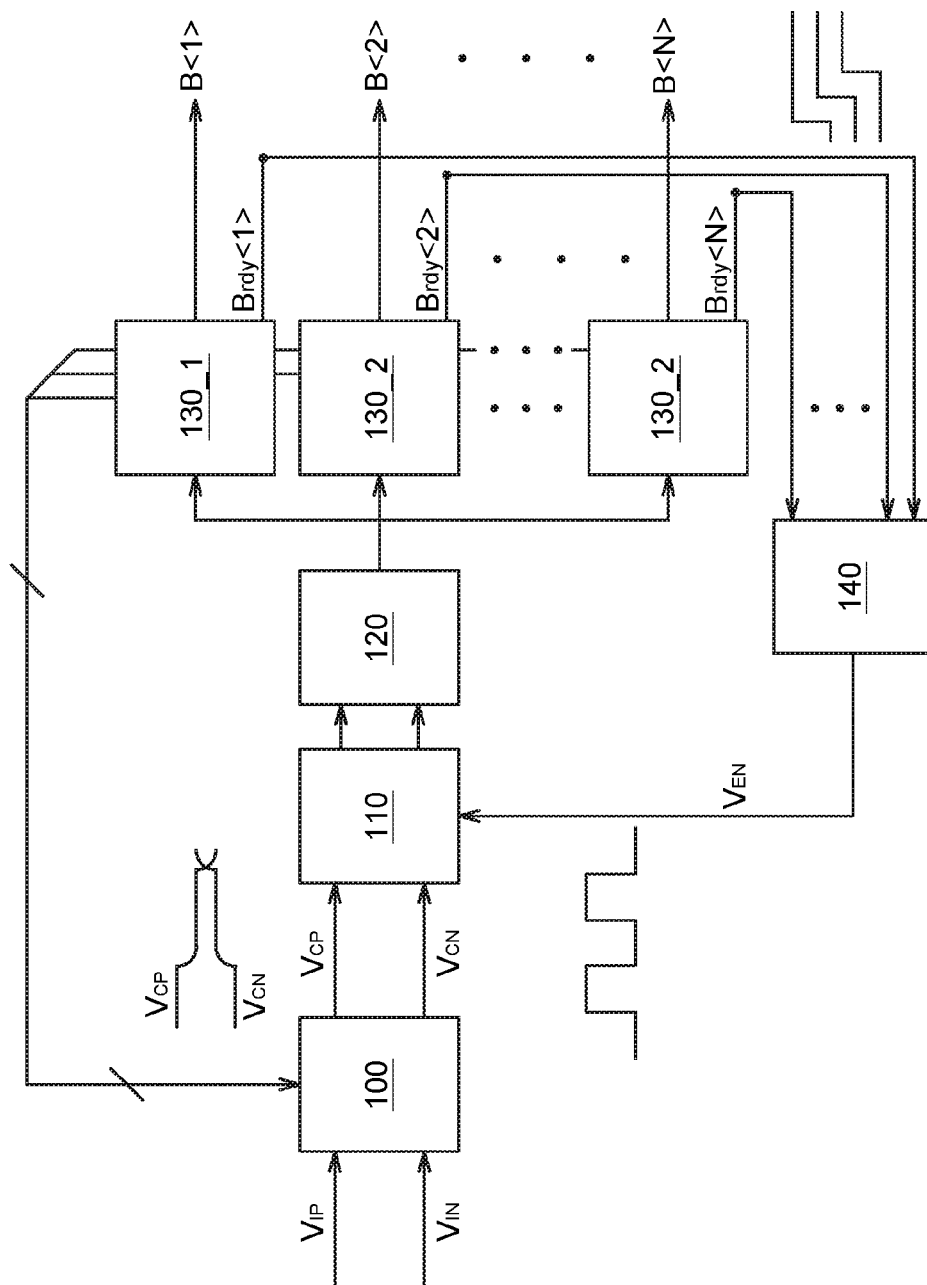 B<1>
B<2>
B<N>
Brdy<1>
Brdy<2>
Brdy<N>
130_1
130_2
130_2
120
140
110
VEN
VCP
VCN
VCP
VCN
100
VIP
VIN